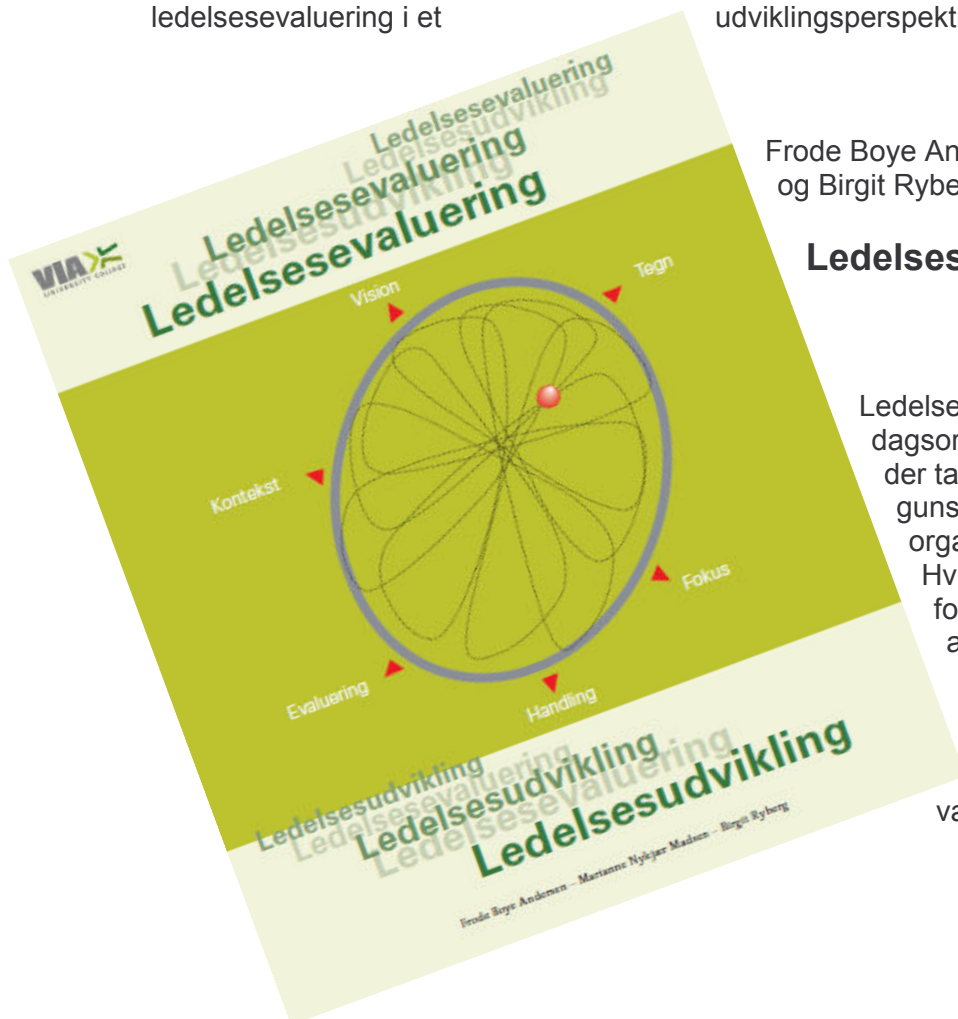 ledelsesevaluering i et udviklingsperspekt
Ledelsesevaluering
Ledelsesudvikling
Ledelsesevaluering
Ledelsesudvikling
Ledelsesevaluering
VIA
UNIVERSITY COLLEGE
Vision
Tegn
Kontekst
Fokus
Evaluering
Handling
Ledelsesudvikling
Ledelsesevaluering
Ledelsesudvikling
Ledelsesevaluering
Ledelsesudvikling
Frode Boye Andersen – Marianne Nykjær Madsen – Birgit Ryberg
Frode Boye An
og Birgit Rybe
Ledelses
Ledelse
dagsor
der ta
guns
orga
Hv
fo
a
va